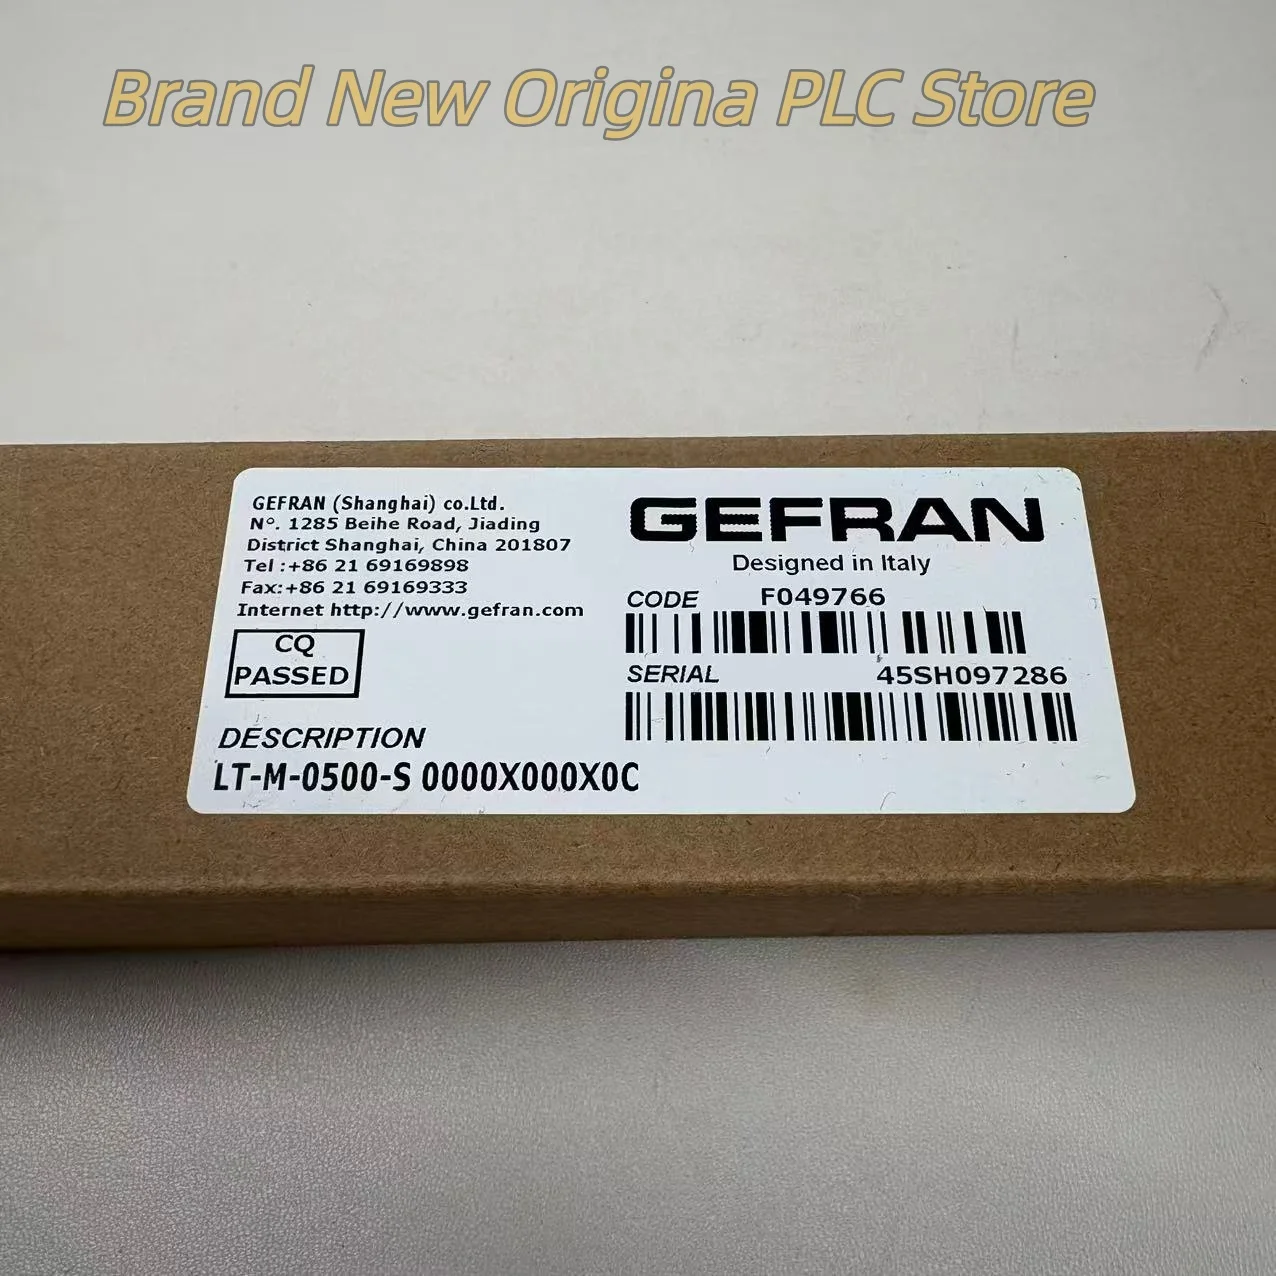 Brand New Origina PLC Store
GEFRAN (Shanghai) co.Ltd.
N°. 1285 Beihe Road, Jiading
District Shanghai, China 201807
Tel :+86 21 69169898
Fax:+86 21 69169333
Internet http://www.gefran.com
CQ
PASSED
DESCRIPTION
LT-M-0500-S 0000X000X0C
GEFRAN
Designed in Italy
CODE F049766
SERIAL 45SH097286